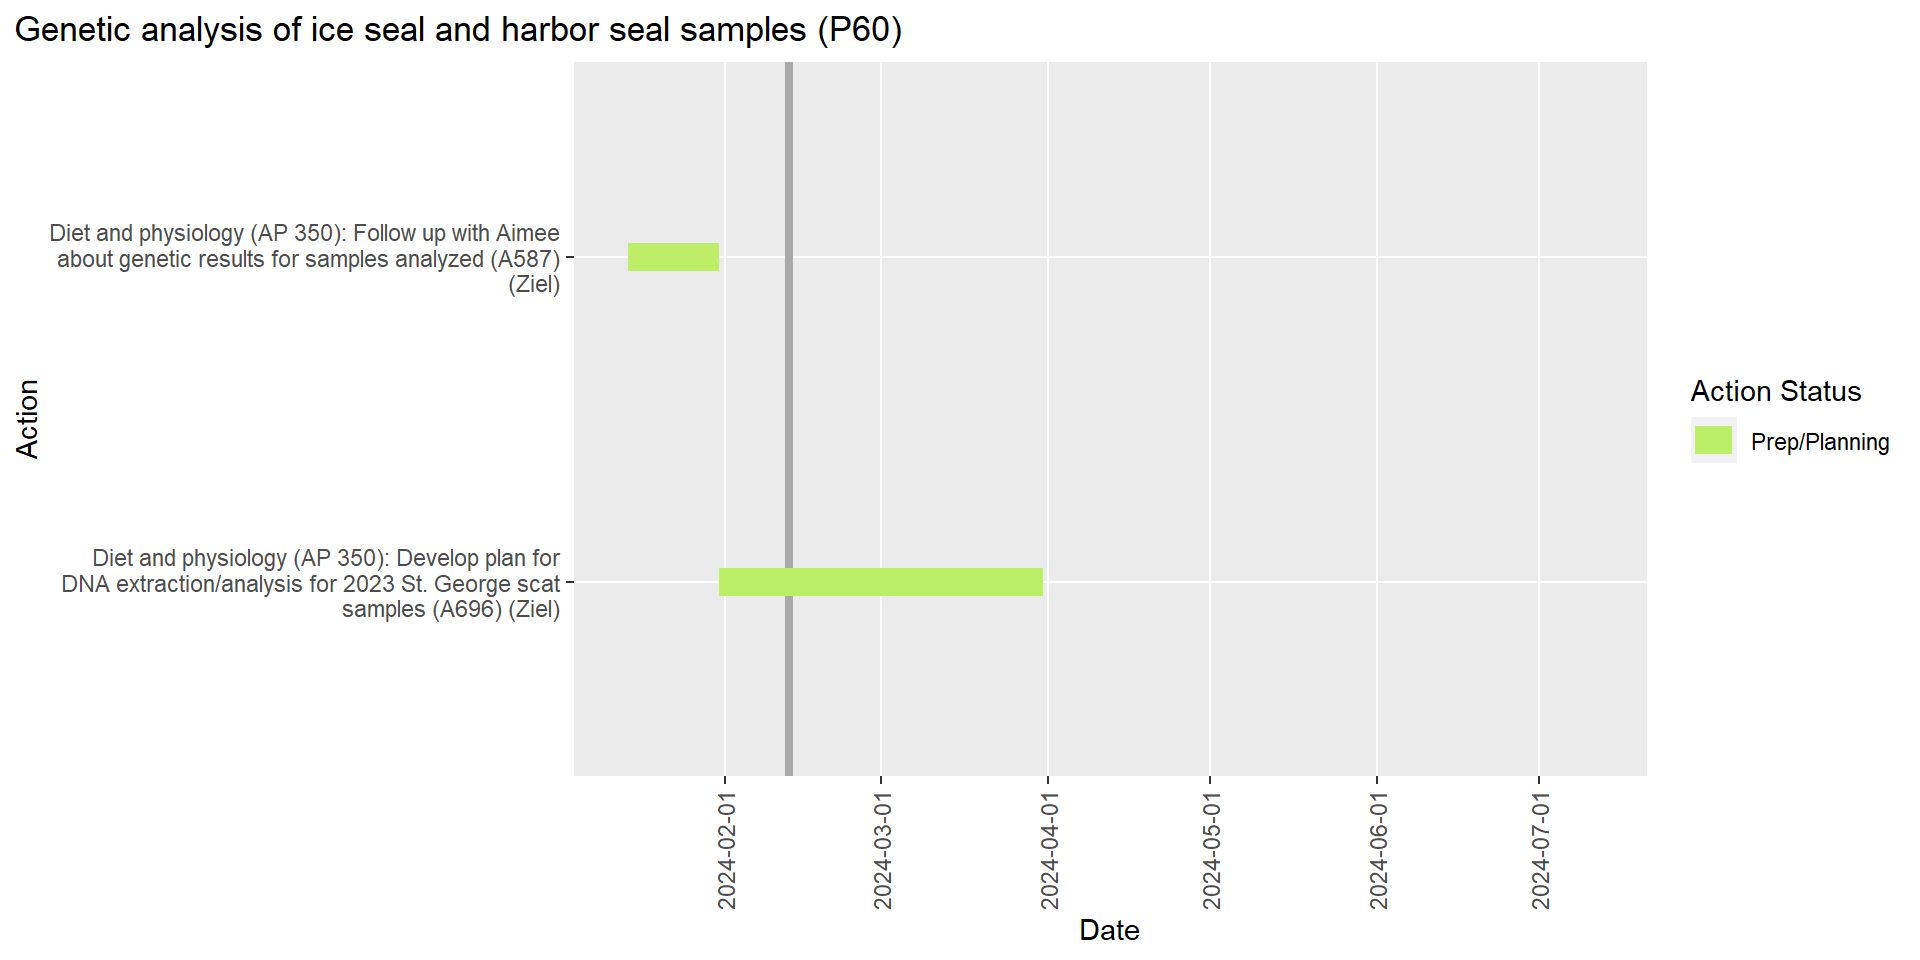 Genetic analysis of ice seal and harbor seal samples (P60)
Diet and physiology (AP 350): Follow up with Aimee
about genetic results for samples analyzed (A587)
(Ziel)
Action
Diet and physiology (AP 350): Develop plan for
DNA extraction/analysis for 2023 St. George scat
samples (A696) (Ziel)
Action Status
Prep/Planning
2024-02-01
2024-03-01
2024-04-01
2024-05-01
2024-06-01
2024-07-01
Date